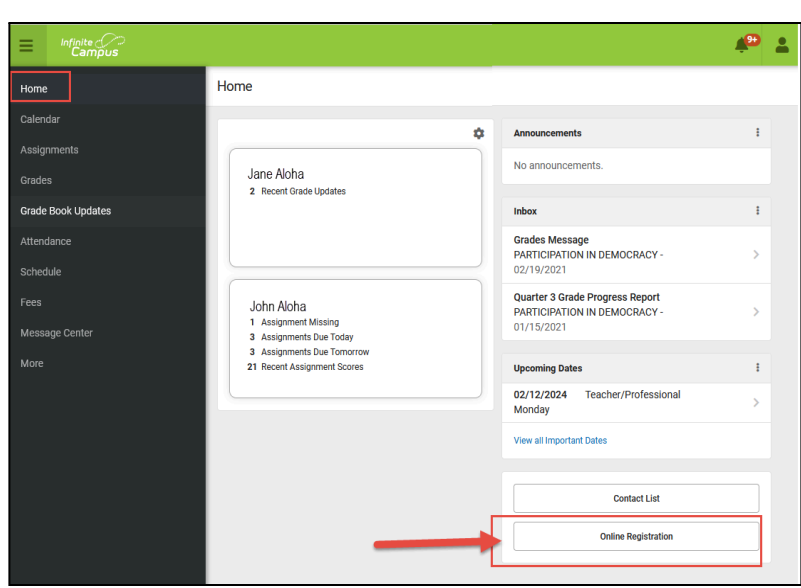 Infinite
Campus
9+
Home
Calendar
Assignments
Grades
Grade Book Updates
Attendance
Schedule
Fees
Message Center
More
Home
Jane Aloha
2 Recent Grade Updates
John Aloha
1 Assignment Missing
3 Assignments Due Today
3 Assignments Due Tomorrow
21 Recent Assignment Scores
Announcements
No announcements.
Inbox
Grades Message
PARTICIPATION IN DEMOCRACY -
02/19/2021
Quarter 3 Grade Progress Report
PARTICIPATION IN DEMOCRACY -
01/15/2021
Upcoming Dates
02/12/2024 Teacher/Professional
Monday
View all Important Dates
Contact List
Online Registration